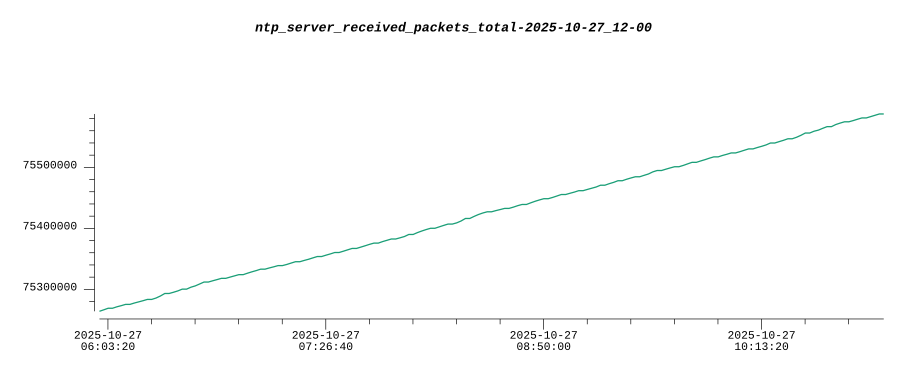 ntp_server_received_packets_total-2025-10-27_12-00
75500000
75400000
75300000
2025-10-27 2025-10-27 2025-10-27 2025-10-27
06:03:20 07:26:40 08:50:00 10:13:20